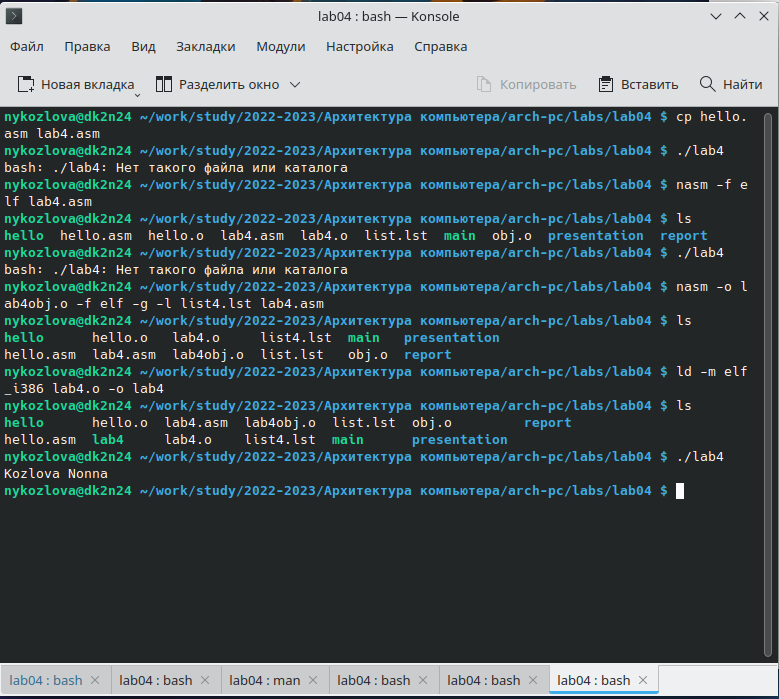 lab04 : bash — Konsole
Файл Правка Вид Закладки Модули Настройка Справка
Новая вкладка Разделить окно Копировать Вставить Найти
nykozlova@dk2n24 ~/work/study/2022-2023/Архитектура компьютера/arch-pc/labs/lab04 $ cp hello.
asm lab4.asm
nykozlova@dk2n24 ~/work/study/2022-2023/Архитектура компьютера/arch-pc/labs/lab04 $ ./lab4
bash: ./lab4: Нет такого файла или каталога
nykozlova@dk2n24 ~/work/study/2022-2023/Архитектура компьютера/arch-pc/labs/lab04 $ nasm -f e
lf lab4.asm
nykozlova@dk2n24 ~/work/study/2022-2023/Архитектура компьютера/arch-pc/labs/lab04 $ ls
hello hello.asm hello.o lab4.asm lab4.o list.lst main obj.o presentation report
nykozlova@dk2n24 ~/work/study/2022-2023/Архитектура компьютера/arch-pc/labs/lab04 $ ./lab4
bash: ./lab4: Нет такого файла или каталога
nykozlova@dk2n24 ~/work/study/2022-2023/Архитектура компьютера/arch-pc/labs/lab04 $ nasm -o l
ab4obj.o -f elf -g -l list4.lst lab4.asm
nykozlova@dk2n24 ~/work/study/2022-2023/Архитектура компьютера/arch-pc/labs/lab04 $ ls
hello hello.o lab4.o list4.lst main presentation
hello.asm lab4.asm lab4obj.o list.lst obj.o report
nykozlova@dk2n24 ~/work/study/2022-2023/Архитектура компьютера/arch-pc/labs/lab04 $ ld -m elf
_i386 lab4.o -o lab4
nykozlova@dk2n24 ~/work/study/2022-2023/Архитектура компьютера/arch-pc/labs/lab04 $ ls
hello hello.o lab4.asm lab4obj.o list.lst obj.o report
hello.asm lab4 lab4.o list4.lst main presentation
nykozlova@dk2n24 ~/work/study/2022-2023/Архитектура компьютера/arch-pc/labs/lab04 $ ./lab4
Kozlova Nonna
nykozlova@dk2n24 ~/work/study/2022-2023/Архитектура компьютера/arch-pc/labs/lab04 $
lab04 : bash lab04 : bash lab04 : man lab04 : bash lab04 : bash lab04 : bash